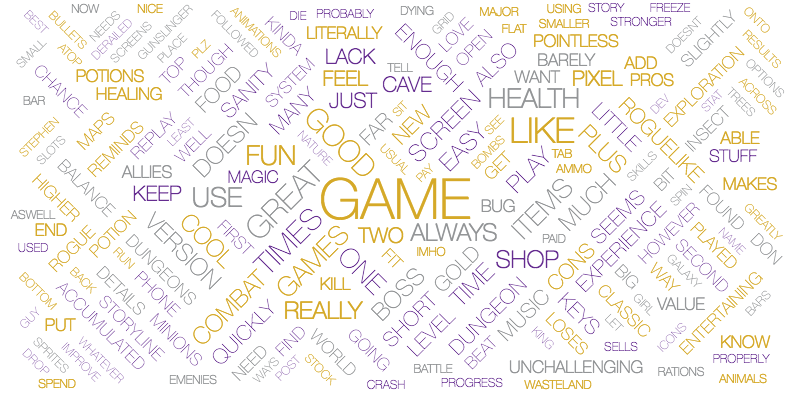 NOW
NICE
DIE
PROBABLY
DYING
MAJOR
USING
STORY
FREEZE
BEST
BULLETS
NEEDS
DERAILED
SCREENS
GUNSLINGER
PLACE
FOLLOWED
ANIMATIONS
KINDA
LITERALLY
GRID
LOVE
FLAT
SMALLER
STRONGER
DOESNT
ONTO
RESULTS
SMALL
ATOP
PLZ
TOP
THOUGH
SYSTEM
LACK
ENOUGH
OPEN
POINTLESS
SLIGHTLY
OPTIONS
CHANCE
POTIONS
HEALING
FOOD
SANITY
MANY
FEEL
TELL
CAVE
ALSO
BARELY
WANT
PIXEL
ADD
PROS
EXPLORATION
ACROSS
BAR
JUST
SCREEN
HEALTH
DEV
STAT
TREES
STEPHEN
SLOTS
MAPS
REMINDS
REPLAY
LEAST
WELL
DOESN
GOOD
FAR
SIT
NEW
EASY
LIKE
PLUS
LITTLE
ROGUELIKE
INSECT
ABLE
STUFF
NATURE
USUAL
PAY
BOMBS
SEE
GET
PLAY
TAB
AMMO
SKILLS
BALANCE
ALLIES
KEEP
MAGIC
FUN
USE
GREAT
GAME
BUG
ITEMS
MUCH
BIT
SPIN
FOUND
MAKES
HIGHER
ASWELL
END
USED
ROGUE
POTION
VERSION
COOL
FIRST
TIMES
TWO
ALWAYS
IMHO
PAID
SEEMS
HOWEVER
PLAYED
NAME
GREATLY
DON
FUN
DUNGEONS
GAMES
ONE
FIT
GOLD
SHOP
CONS
EXPERIENCE
SECOND
GALAXY
BACK
DETAILS
PHONE
COMBAT
KILL
BOSS
TIME
KEYS
BIG
GIRL
WAY
BOTTOM
GUY
ACCUMULATED
STORYLINE
MINIONS
QUICKLY
REALLY
SHORT
LEVEL
DUNGEON
MUSIC
CLASSIC
LET
VALUE
BARS
ENTERTAINING
PUT
SPRITES
DROP
IMPROVE
WHATEVER
NEED
WAYS
FIND
POST
WORLD
STOCK
GOING
BEAT
KING
LOSES
SELLS
ICONS
KNOW
PROPERLY
SPEND
EMENIES
CRASH
BATTLE
PROGRESS
UNCHALLENGING
WASTELAND
RATIONS
ANIMALS